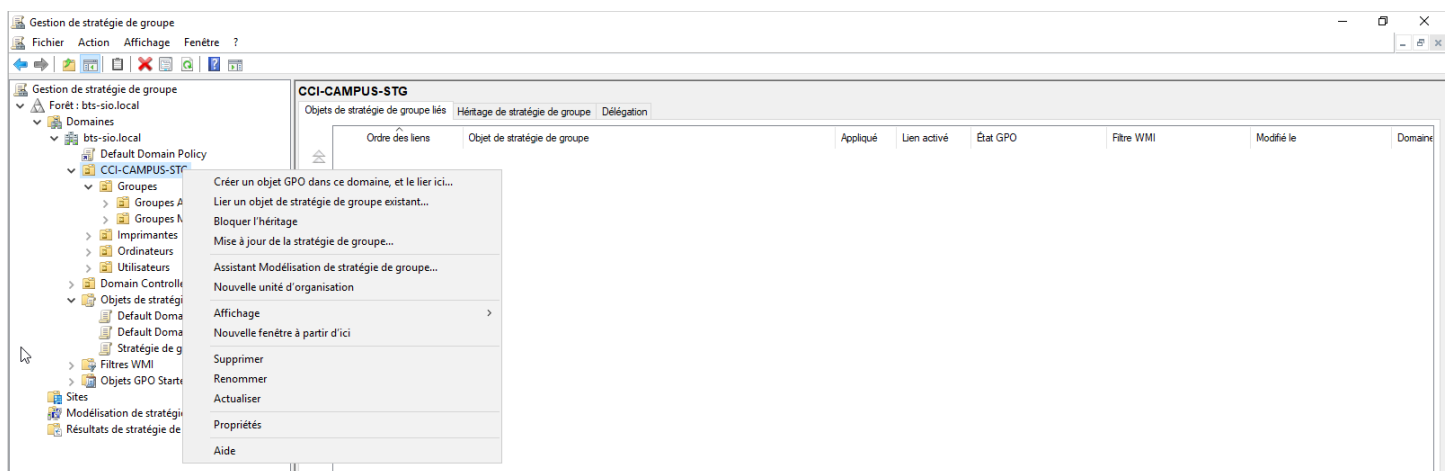 Gestion de stratégie de groupe
Fichier Action Affichage Fenêtre ?
Gestion de stratégie de groupe
Forêt : bts-sio.local
Domaines
bts-sio.local
Default Domain Policy
CCI-CAMPUS-STG
Groupes
Groupes A
Groupes
Imprimantes
Ordinateurs
Utilisateurs
Domain Controlle
Objets de stratégi
Default Doma
Default Doma
Stratégie de g
Filtres WMI
Objets GPO Starte
Sites
Modélisation de stratégi
Résultats de stratégie de
Créer un objet GPO dans ce domaine, et le lier ici...
Lier un objet de stratégie de groupe existant...
Bloquer l'héritage
Mise à jour de la stratégie de groupe...
Assistant Modélisation de stratégie de groupe...
Nouvelle unité d'organisation
Affichage
Nouvelle fenêtre à partir d'ici
Supprimer
Renommer
Actualiser
Propriétés
Aide
CCI-CAMPUS-STG
Objets de stratégie de groupe liés Héritage de stratégie de groupe Délégation
Ordre des liens Objet de stratégie de groupe Appliqué Lien activé État GPO Filtre WMI Modifié le Domaine